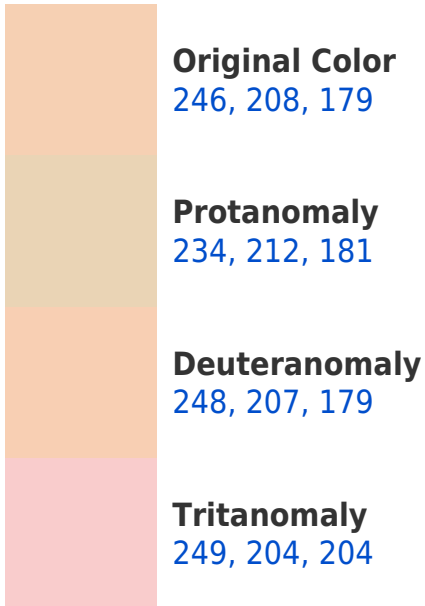 Original Color
246, 208, 179
Protanomaly
234, 212, 181
Deuteranomaly
248, 207, 179
Tritanomaly
249, 204, 204